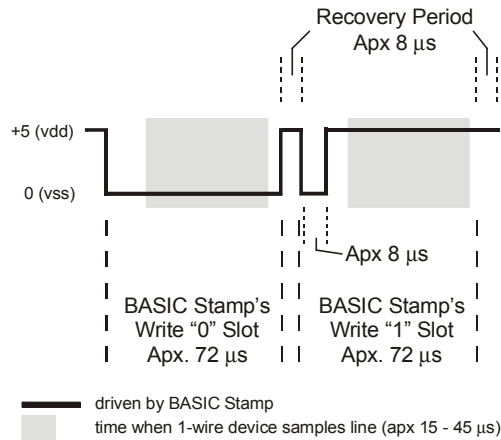 Recovery Period
Apx 8 µs
+5 (vdd)
0 (vss)
Apx 8 µs
BASIC Stamp's
Write "0" Slot
Apx. 72 µs
BASIC Stamp's
Write "1" Slot
Apx. 72 µs
driven by BASIC Stamp
time when 1-wire device samples line (apx 15 - 45 µs)